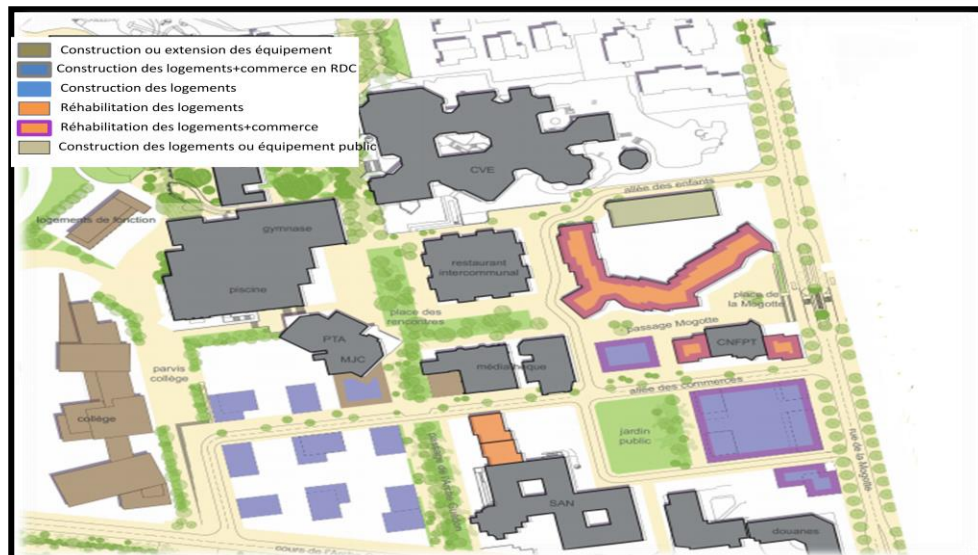 Construction ou extension des équipement
Construction des logements+commerce en RDC
Construction des logements
Réhabilitation des logements
Réhabilitation des logements+commerce
Construction des logements ou équipement public
CVE
allée des enfants
logements de fonction
gymnase
restaurant
intercommunal
piscine
place des
rencontres
place de
la Mogotte
passage Mogotte
PTA
MJC
CNFPT
médiathèque
parvis
collège
allée des commerces
collège
jardin
public
rue de la Mogotte
SAN
douanes
cours de